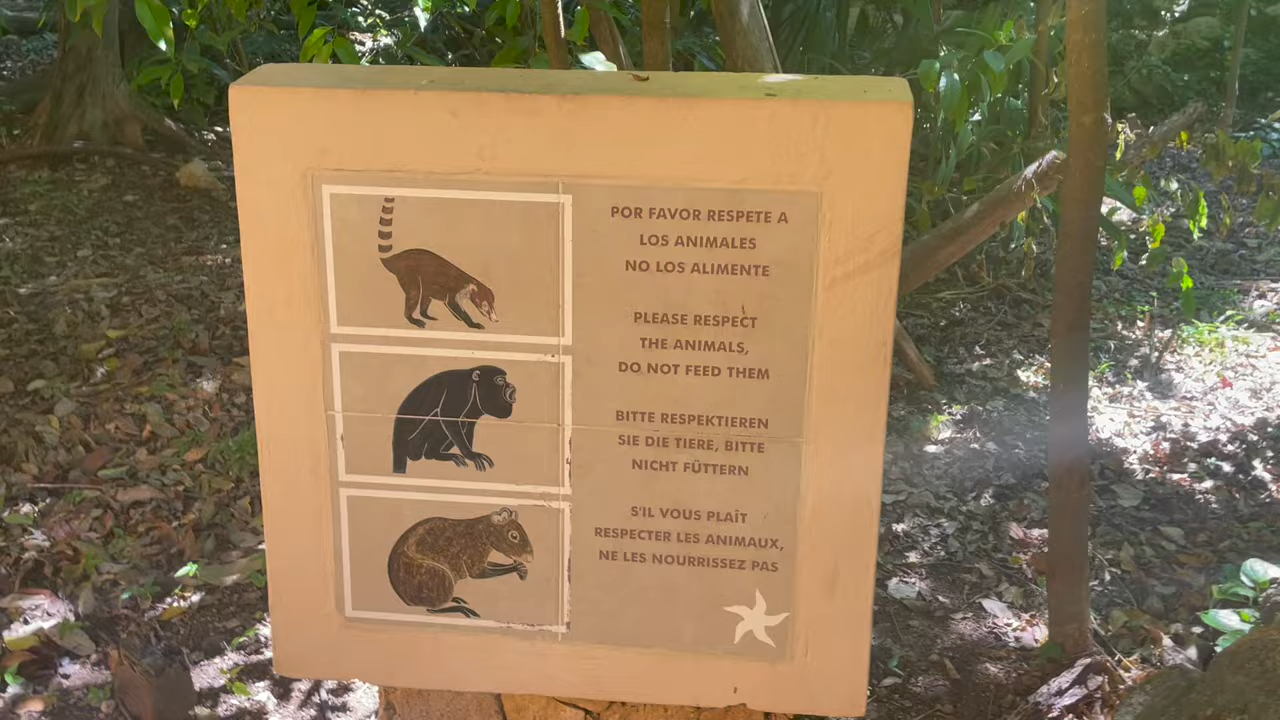 POR FAVOR RESPETE A
LOS ANIMALES
NO LOS ALIMENTE
PLEASE RESPECT
THE ANIMALS,
DO NOT FEED THEM
BITTE RESPEKTIEREN
SIE DIE TIERE, BITTE
NICHT FÜTTERN
S'IL VOUS PLAÎT
RESPECTER LES ANIMAUX,
NE LES NOURRISSEZ PAS